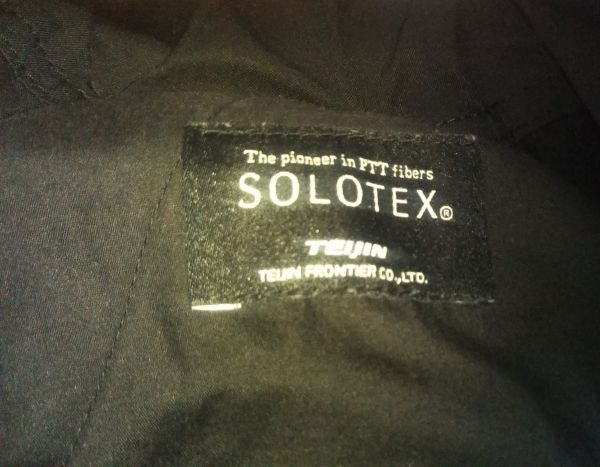 The pioneer in PTT fibers
SOLOTEX®
TEIJIN
TEIJIN FRONTIER CO.,LTD.